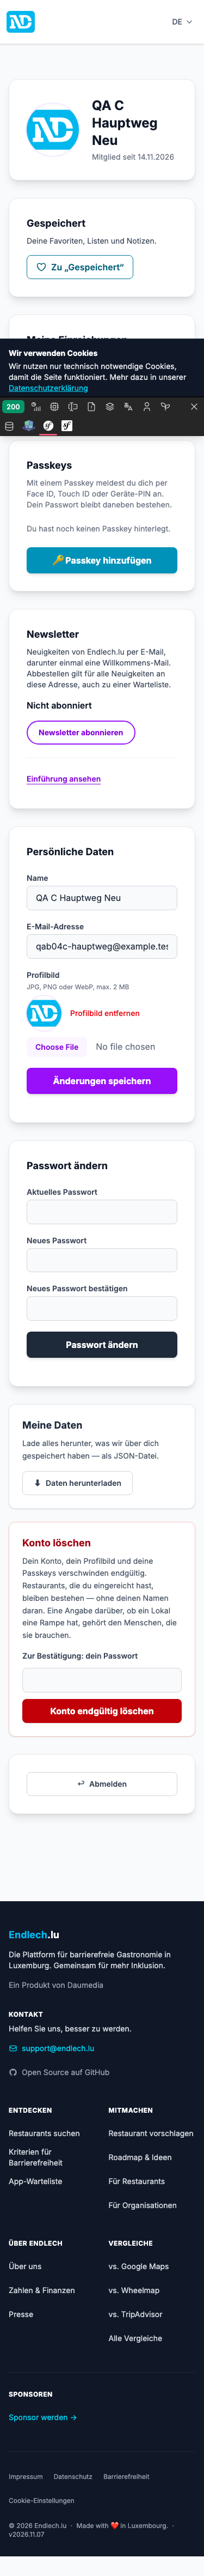 ND
DE
ND
QA C
Hauptweg
Neu
Mitglied seit 14.11.2026
Gespeichert
Deine Favoriten, Listen und Notizen.
Zu „Gespeichert“
Wir verwenden Cookies
Wir nutzen nur technisch notwendige Cookies,
damit die Seite funktioniert. Mehr dazu in unserer
Datenschutzerklärung
200
Passkeys
Mit einem Passkey meldest du dich per
Face ID, Touch ID oder Geräte-PIN an.
Dein Passwort bleibt daneben bestehen.
Du hast noch keinen Passkey hinterlegt.
Passkey hinzufügen
Newsletter
Neuigkeiten von Endlech.lu per E-Mail,
darunter einmal eine Willkommens-Mail.
Abbestellen gilt für alle Neuigkeiten an
diese Adresse, auch zu einer Warteliste.
Nicht abonniert
Newsletter abonnieren
Einführung ansehen
Persönliche Daten
Name
QA C Hauptweg Neu
E-Mail-Adresse
qab04c-hauptweg@example.tes
Profilbild
JPG, PNG oder WebP, max. 2 MB
ND
Profilbild entfernen
Choose File No file chosen
Änderungen speichern
Passwort ändern
Aktuelles Passwort
Neues Passwort
Neues Passwort bestätigen
Passwort ändern
Meine Daten
Lade alles herunter, was wir über dich
gespeichert haben — als JSON-Datei.
Daten herunterladen
Konto löschen
Dein Konto, dein Profilbild und deine
Passkeys verschwinden endgültig.
Restaurants, die du eingereicht hast,
bleiben bestehen — ohne deinen Namen
daran. Eine Angabe darüber, ob ein Lokal
eine Rampe hat, gehört den Menschen, die
sie brauchen.
Zur Bestätigung: dein Passwort
Konto endgültig löschen
Abmelden
Endlech.lu
Die Plattform für barrierefreie Gastronomie in
Luxemburg. Gemeinsam für mehr Inklusion.
Ein Produkt von Daumedia
KONTAKT
Helfen Sie uns, besser zu werden.
support@endlech.lu
Open Source auf GitHub
ENTDECKEN
Restaurants suchen
Kriterien für
Barrierefreiheit
App-Warteliste
MITMACHEN
Restaurant vorschlagen
Roadmap & Ideen
Für Restaurants
Für Organisationen
ÜBER ENDLECH
Über uns
Zahlen & Finanzen
Presse
VERGLEICHE
vs. Google Maps
vs. Wheelmap
vs. TripAdvisor
Alle Vergleiche
SPONSOREN
Sponsor werden →
Impressum Datenschutz Barrierefreiheit
Cookie-Einstellungen
© 2026 Endlech.lu · Made with ❤️ in Luxembourg. ·
v2026.11.07